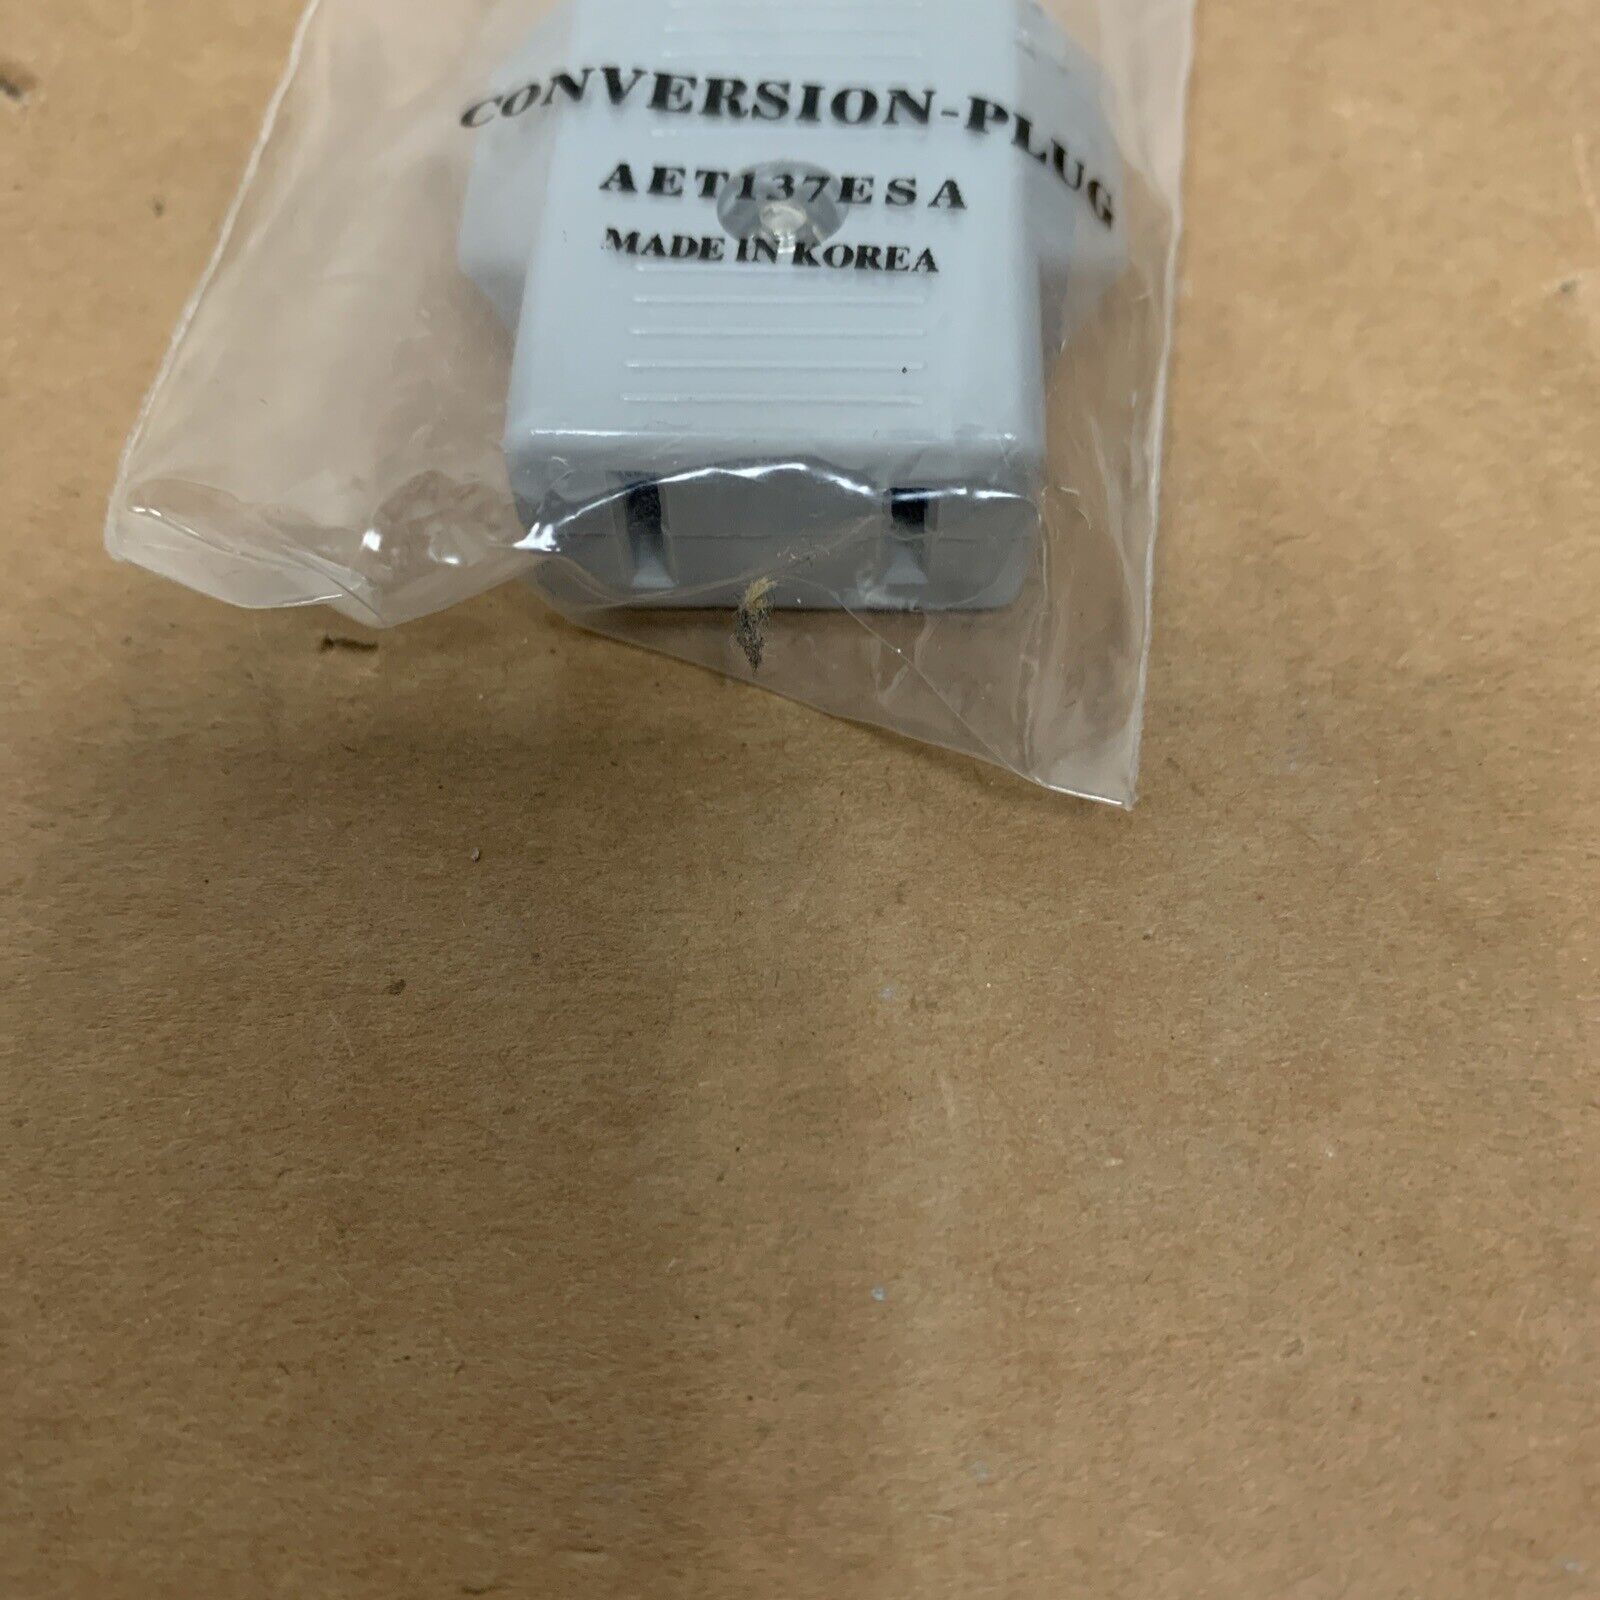 CONVERSION-PLUG
AET137ESA
MADE IN KOREA